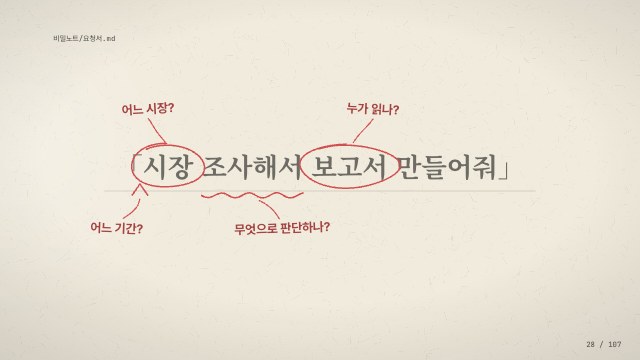 비밀노트/요청서.md
어느 시장?
누가 읽나?
「시장 조사해서 보고서 만들어줘」
어느 기간?
무엇으로 판단하나?
28 / 107